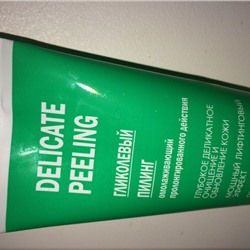 DELICATE
PEELING
ГЛИКОЛЕВЫЙ
ПИЛИНГ
омолаживающий
пролонгированного действия
ГЛУБОКОЕ ДЕЛИКАТНОЕ
ОЧИЩЕНИЕ И
ОБНОВЛЕНИЕ КОЖИ
МОЩНЫЙ ЛИФТИНГОВЫЙ
ЭФФЕКТ